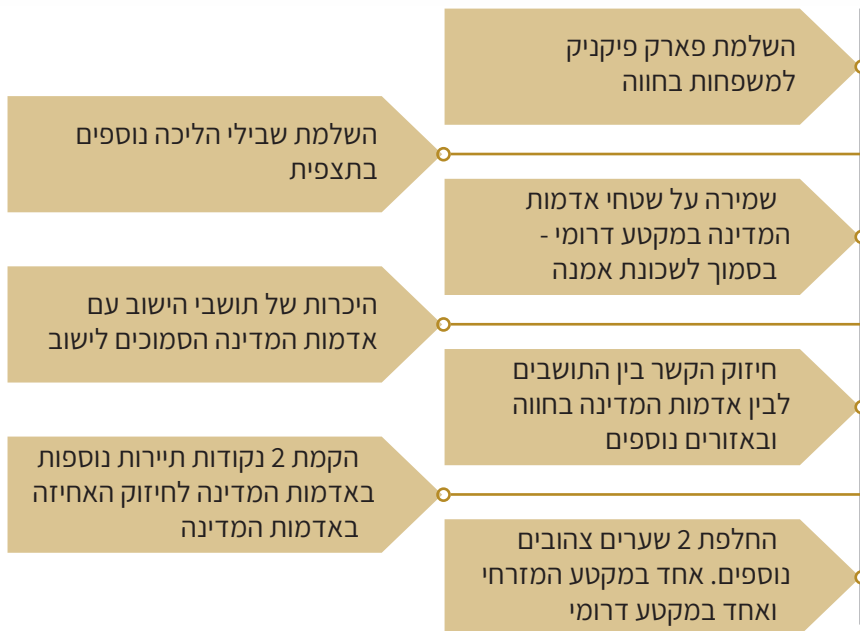 השלמת פארק פיקניק
למשפחות בחווה
השלמת שבילי הליכה נוספים
בתצפית
שמירה על שטחי אדמות
המדינה במקטע דרומי -
בסמוך לשכונת אמנה
היכרות של תושבי הישוב עם
אדמות המדינה הסמוכים לישוב
חיזוק הקשר בין התושבים
לבין אדמות המדינה בחווה
ובאזורים נוספים
הקמת 2 נקודות תיירות נוספות
באדמות המדינה לחיזוק האחיזה
באדמות המדינה
החלפת 2 שערים צהובים
נוספים. אחד במקטע המזרחי
ואחד במקטע דרומי